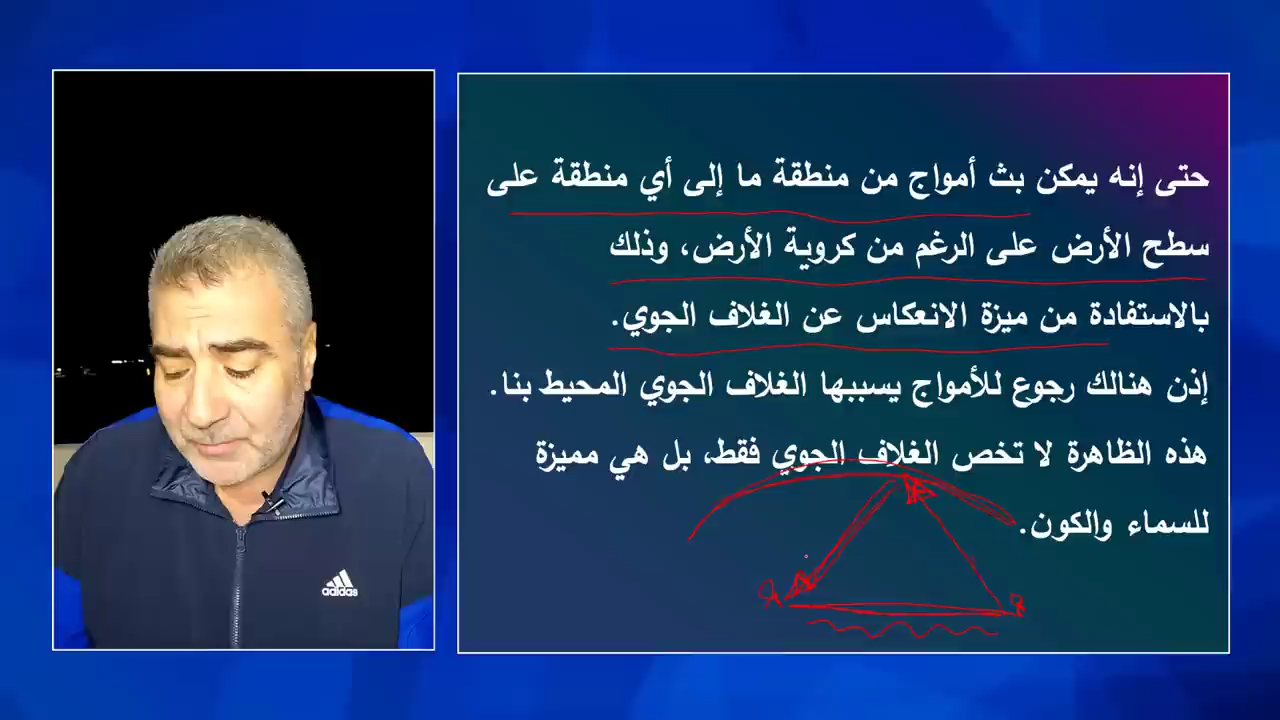 حتى إنه يمكن بث أمواج من منطقة ما إلى أي منطقة على
سطح الأرض على الرغم من كروية الأرض، وذلك
بالاستفادة من ميزة الانعكاس عن الغلاف الجوي.
إذن هنالك رجوع للأمواج يسببها الغلاف الجوي المحيط بنا.
هذه الظاهرة لا تخص الغلاف الجوي فقط، بل هي مميزة
للسماء والكون.
adidas